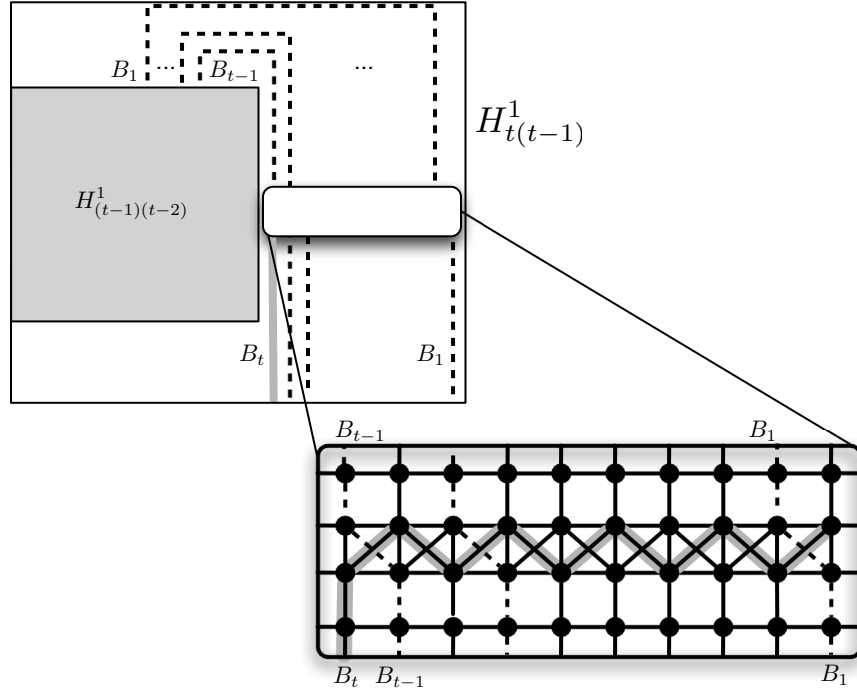 B_1 ... B_{t-1} ...
H^1_{t(t-1)}
H^1_{(t-1)(t-2)}
B_t B_1
B_{t-1} B_1
B_t B_{t-1} B_1